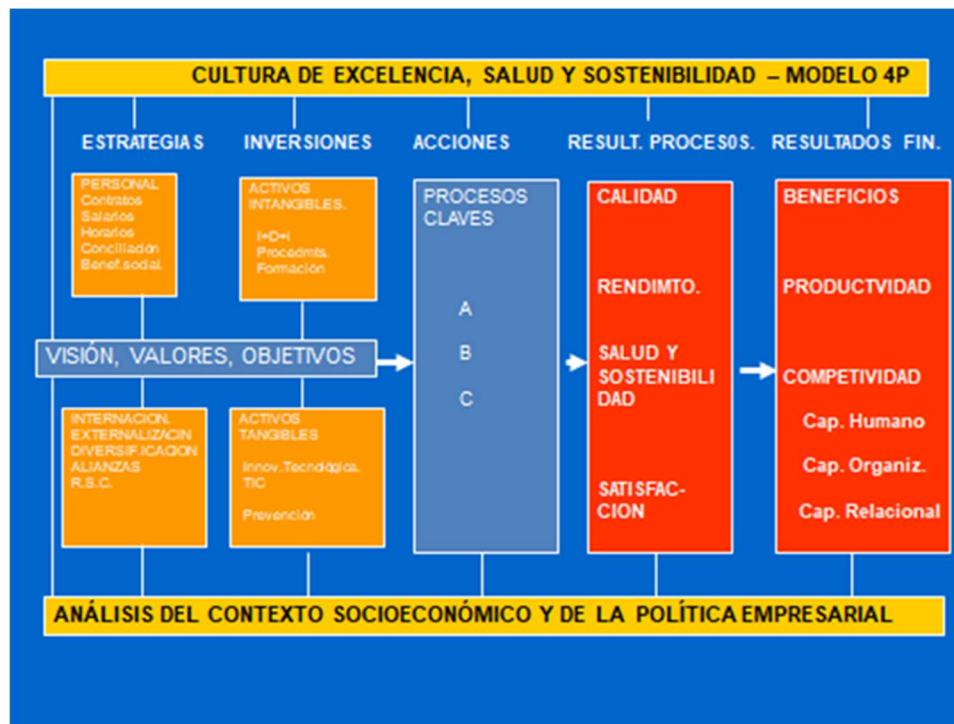 CULTURA DE EXCELENCIA, SALUD Y SOSTENIBILIDAD – MODELO 4P
ESTRATEGIAS
INVERSIONES
ACCIONES
RESULT. PROCESOS.
RESULTADOS FIN.
PERSONAL
Contratos
Salarios
Horarios
Conciliación
Benef.social.
ACTIVOS
INTANGIBLES.
I+D+i
Procedmts.
Formación
VISIÓN, VALORES, OBJETIVOS
INTERNACION.
EXTERNALIZACIN
DIVERSIF.ICACION
ALIANZAS
R.S.C.
ACTIVOS
TANGIBLES
Innov.Tecnológica.
TIC
Prevención
PROCESOS
CLAVES
A
B
C
CALIDAD
RENDIMTO.
SALUD Y
SOSTENIBILI
DAD
SATISFAC-
CION
BENEFICIOS
PRODUCTVIDAD
COMPETIVIDAD
Cap. Humano
Cap. Organiz.
Cap. Relacional
ANÁLISIS DEL CONTEXTO SOCIOECONÓMICO Y DE LA POLÍTICA EMPRESARIAL